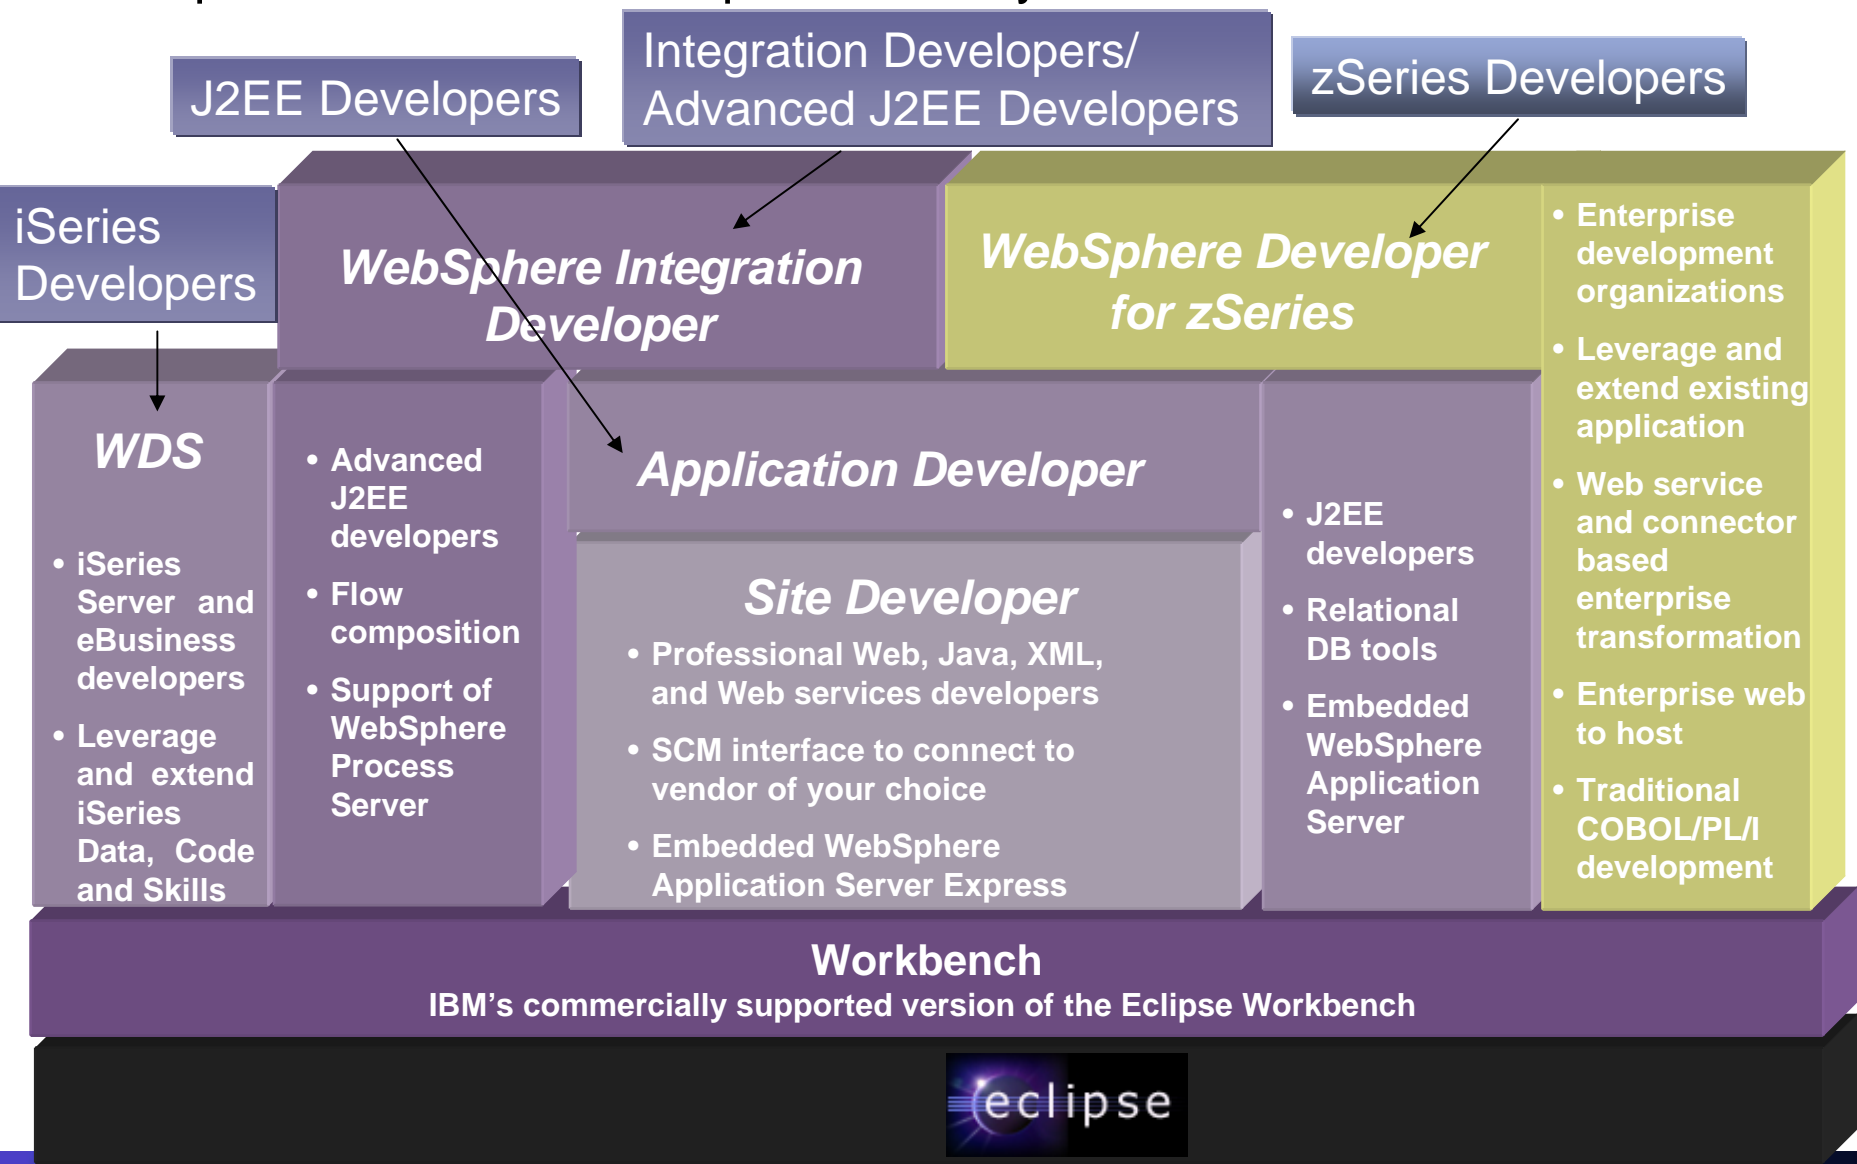 J2EE Developers
Integration Developers/
Advanced J2EE Developers
zSeries Developers
iSeries
Developers
WebSphere Integration
Developer
WebSphere Developer
for zSeries
WDS
• iSeries
Server and
eBusiness
developers
• Leverage
and extend
iSeries
Data, Code
and Skills
• Advanced
J2EE
developers
• Flow
composition
• Support of
WebSphere
Process
Server
Application Developer
Site Developer
• Professional Web, Java, XML,
and Web services developers
• SCM interface to connect to
vendor of your choice
• Embedded WebSphere
Application Server Express
• J2EE
developers
• Relational
DB tools
• Embedded
WebSphere
Application
Server
• Enterprise
development
organizations
• Leverage and
extend existing
application
• Web service
and connector
based
enterprise
transformation
• Enterprise web
to host
• Traditional
COBOL/PL/I
development
Workbench
IBM's commercially supported version of the Eclipse Workbench
eclipse